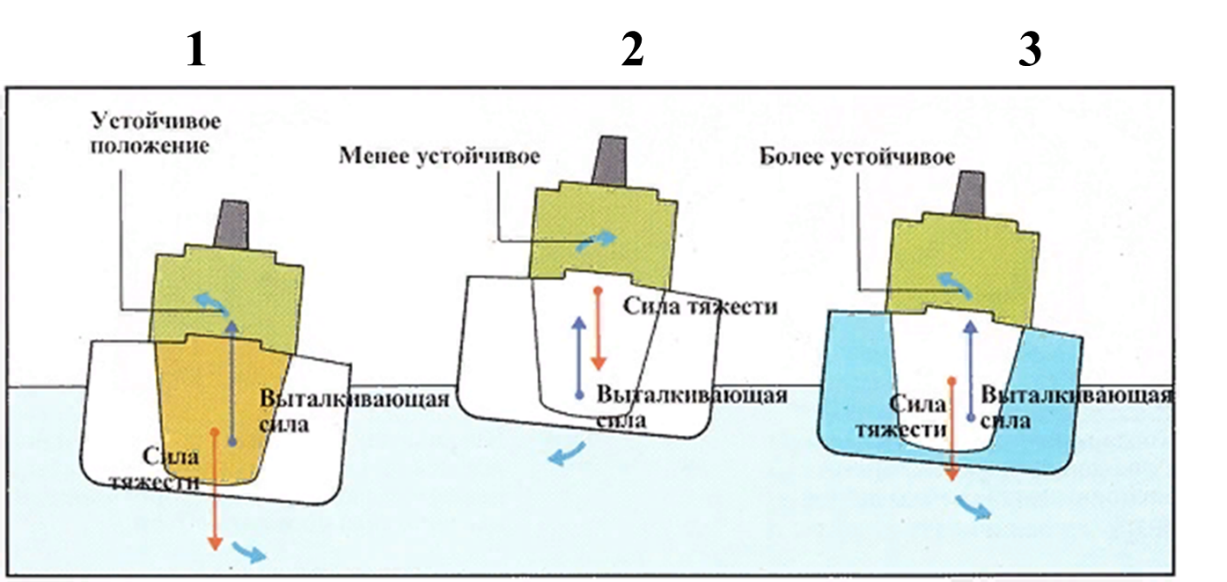 1
2
3
Устойчивое
положение
Менее устойчивое
Более устойчивое
Выталкивающая
сила
Сила
тяжести
Сила тяжести
Выталкивающая
сила
Сила
тяжести
Выталкивающая
сила